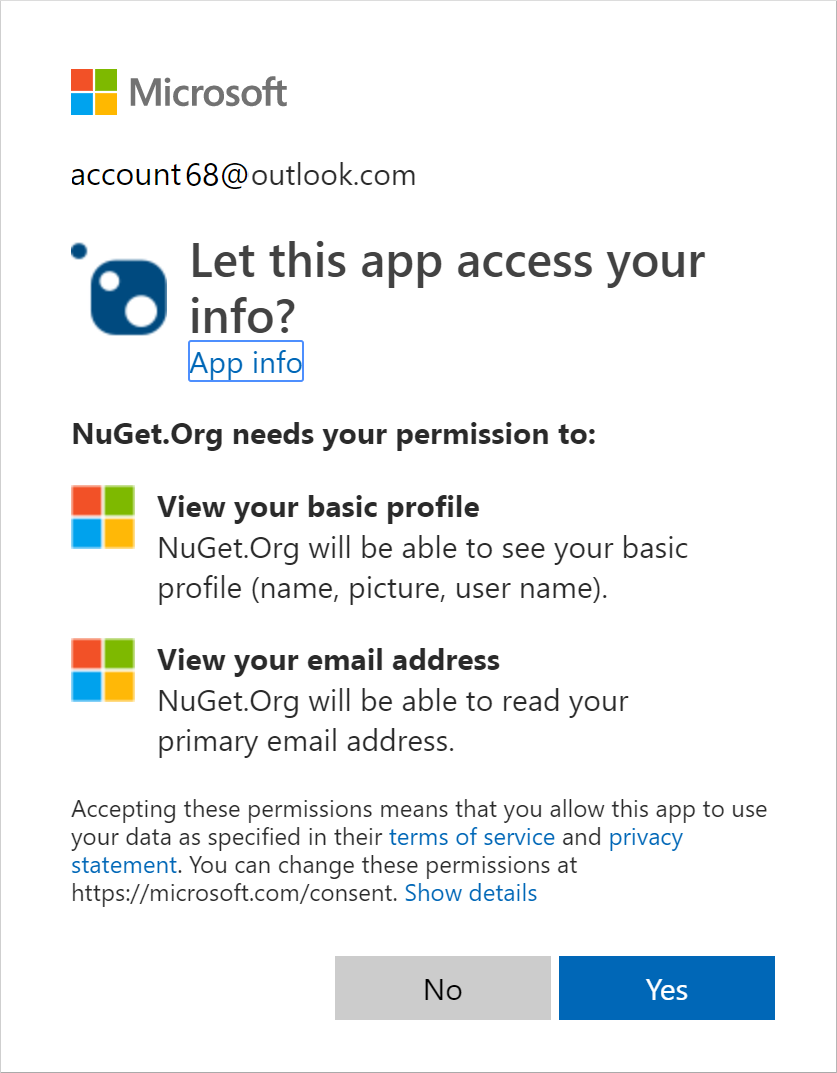 Microsoft
account68@outlook.com
Let this app access your
info?
App info
NuGet.Org needs your permission to:
View your basic profile
NuGet.Org will be able to see your basic
profile (name, picture, user name).
View your email address
NuGet.Org will be able to read your
primary email address.
Accepting these permissions means that you allow this app to use
your data as specified in their terms of service and privacy
statement. You can change these permissions at
https://microsoft.com/consent. Show details
No
Yes